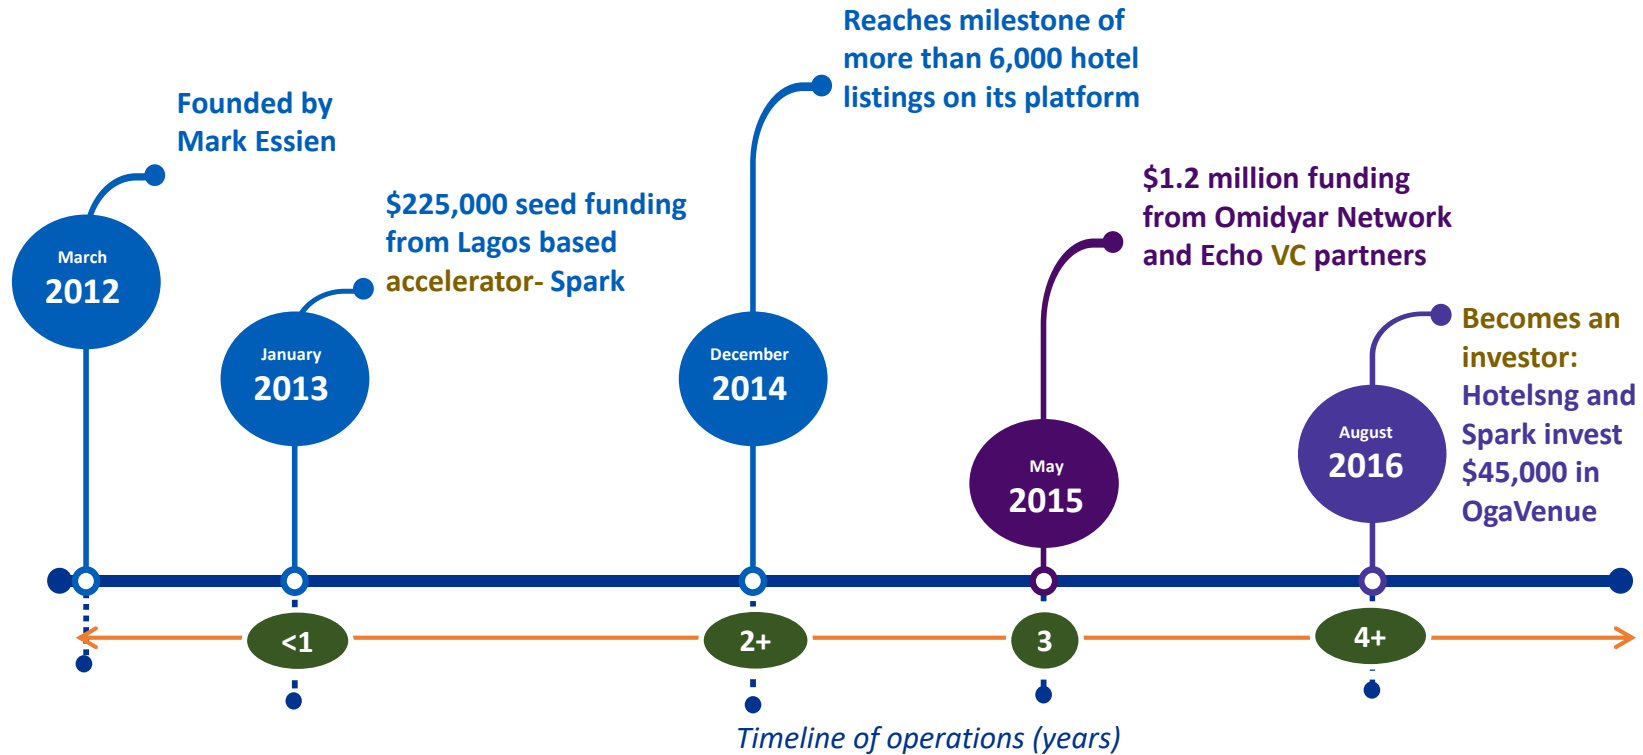 Founded by
Mark Essien
March
2012
$225,000 seed funding
from Lagos based
accelerator- Spark
January
2013
Reaches milestone of
more than 6,000 hotel
listings on its platform
December
2014
$1.2 million funding
from Omidyar Network
and Echo VC partners
May
2015
Becomes an
investor:
Hotelsng and
Spark invest
$45,000 in
OgaVenue
August
2016
<1
2+
3
4+
Timeline of operations (years)